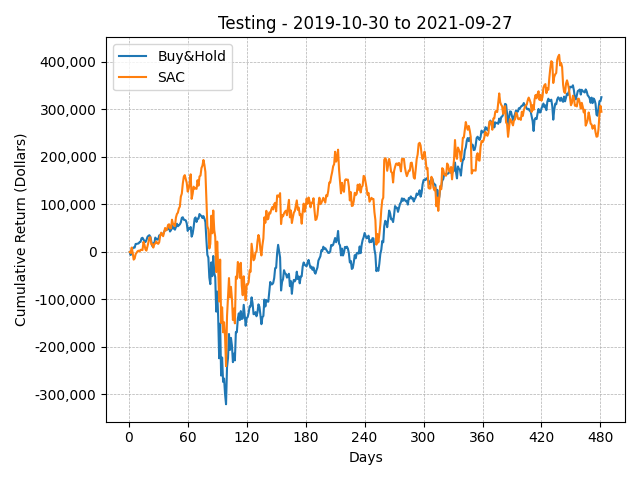 Testing - 2019-10-30 to 2021-09-27
Buy&Hold
SAC
Cumulative Return (Dollars)
400,000
300,000
200,000
100,000
0
-100,000
-200,000
-300,000
0 60 120 180 240 300 360 420 480
Days